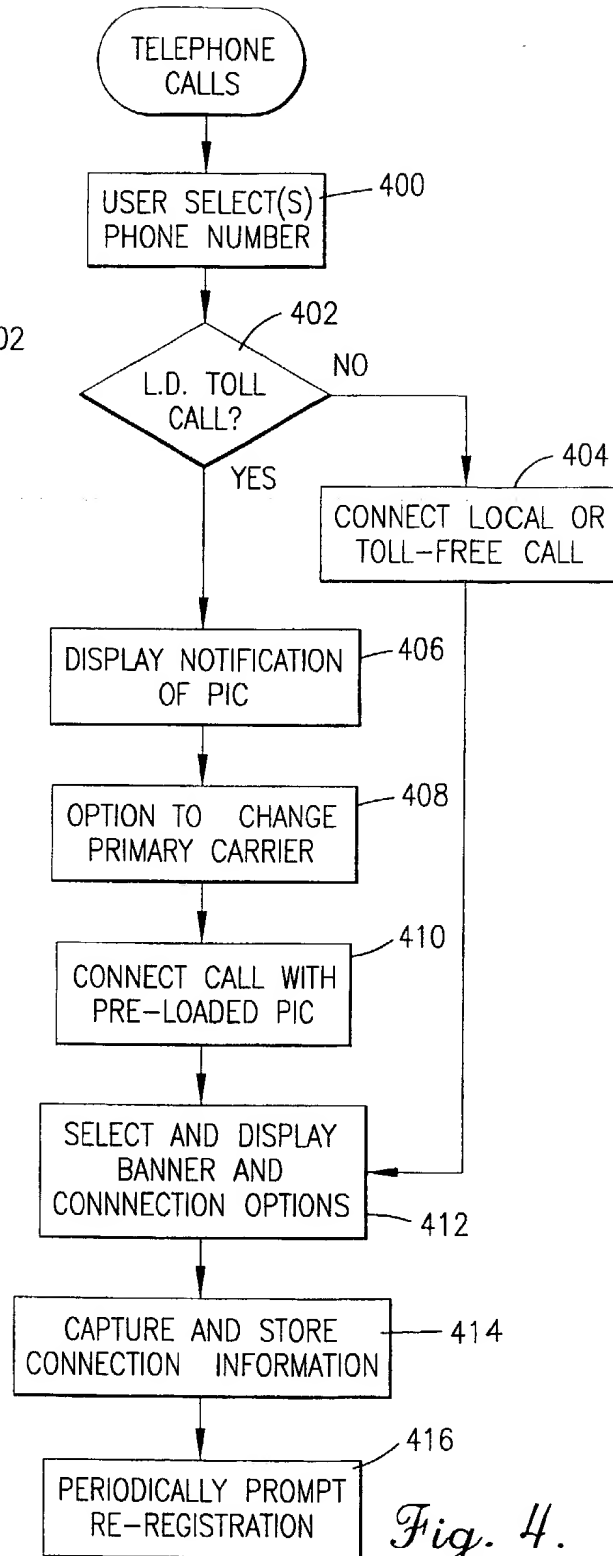 TELEPHONE
CALLS
400
USER SELECT(S)
PHONE NUMBER
02
402
L.D. TOLL
CALL?
NO
YES
404
CONNECT LOCAL OR
TOLL-FREE CALL
406
DISPLAY NOTIFICATION
OF PIC
408
OPTION TO CHANGE
PRIMARY CARRIER
410
CONNECT CALL WITH
PRE-LOADED PIC
SELECT AND DISPLAY
BANNER AND
CONNNECTION OPTIONS
412
CAPTURE AND STORE
CONNECTION INFORMATION
414
416
PERIODICALLY PROMPT
RE-REGISTRATION
Fig. 4.